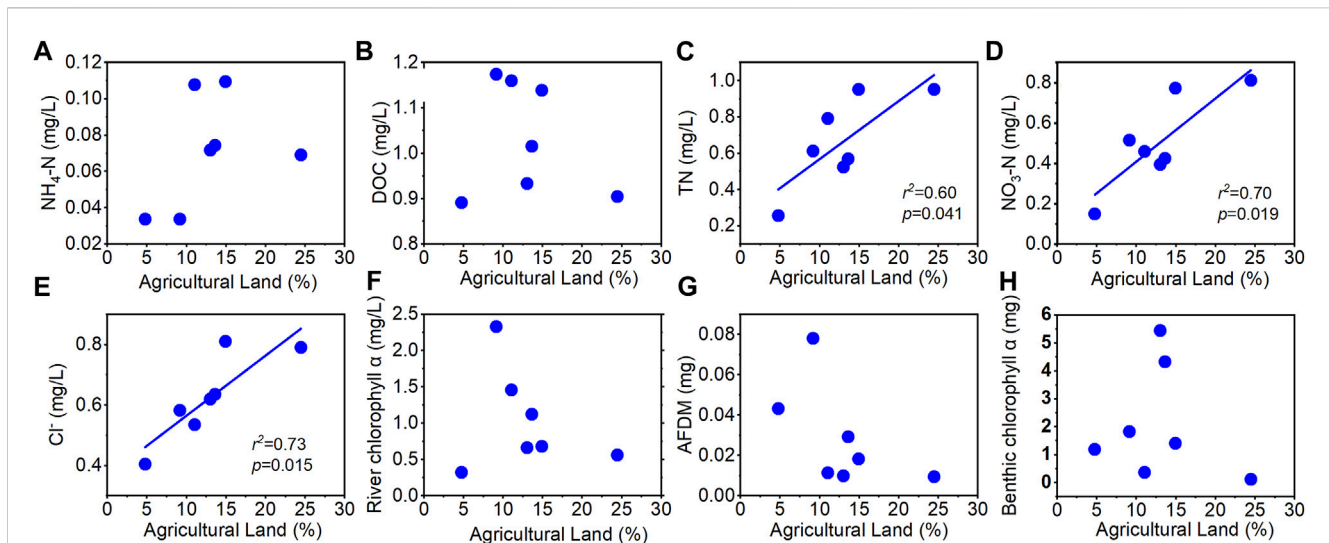 A
NH4-N (mg/L)
0.12
0.10
0.08
0.06
0.04
0.02
0 5 10 15 20 25 30
Agricultural Land (%)
B
DOC (mg/L)
1.2
1.1
1.0
0.9
0.8
0 5 10 15 20 25 30
Agricultural Land (%)
C
TN (mg/L)
1.0
0.8
0.6
0.4
0.2
r²=0.60
p=0.041
0 5 10 15 20 25 30
Agricultural Land (%)
D
NO3-N (mg/L)
0.8
0.6
0.4
0.2
0.0
r²=0.70
p=0.019
0 5 10 15 20 25 30
Agricultural Land (%)
E
Cl⁻ (mg/L)
0.8
0.6
0.4
r²=0.73
p=0.015
0 5 10 15 20 25 30
Agricultural Land (%)
F
River chlorophyll α (mg/L)
2.5
2.0
1.5
1.0
0.5
0.0
0 5 10 15 20 25 30
Agricultural Land (%)
G
AFDM (mg)
0.08
0.06
0.04
0.02
0.00
0 5 10 15 20 25 30
Agricultural Land (%)
H
Benthic chlorophyll α (mg)
6
5
4
3
2
1
0
0 5 10 15 20 25 30
Agricultural Land (%)